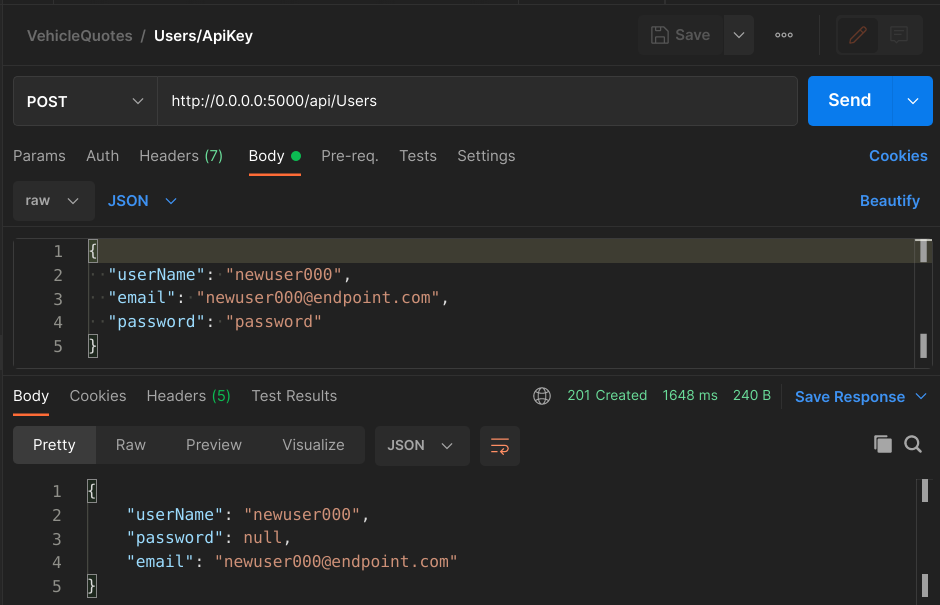 VehicleQuotes / Users/ApiKey
Save
POST http://0.0.0.0:5000/api/Users Send
Params Auth Headers (7) Body Pre-req. Tests Settings Cookies
raw JSON Beautify
1 {
2 "userName": "newuser000",
3 "email": "newuser000@endpoint.com",
4 "password": "password"
5 }
Body Cookies Headers (5) Test Results 201 Created 1648 ms 240 B Save Response
Pretty Raw Preview Visualize JSON
1 {
2 "userName": "newuser000",
3 "password": null,
4 "email": "newuser000@endpoint.com"
5 }